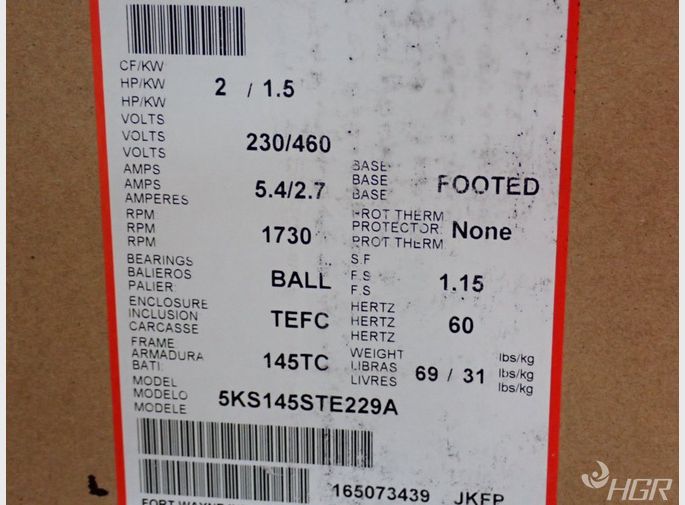 CF/KW
HP/KW
HP/KW
2 / 1.5
VOLTS
VOLTS
VOLTS
230/460
AMPS
AMPS
AMPERES
5.4/2.7
BASE
BASE
BASE
FOOTED
RPM
RPM
RPM
1730
PROT THERM
PROTECTOR
PROT THERM
None
BEARINGS
BALIEROS
PALIER:
BALL
S.F
F.S
F.S
1.15
ENCLOSURE
INCLUSION
CARCASSE
TEFC
HERTZ
HERTZ
HERTZ
60
FRAME
ARMADURA
BATI:
145TC
WEIGHT
LIBRAS
LIVRES
69 / 31
lbs/kg
lbs/kg
lbs/kg
MODEL
MODELO
MODELE
5KS145STE229A
165073439 JKFP
FORT WAYNE
HGR